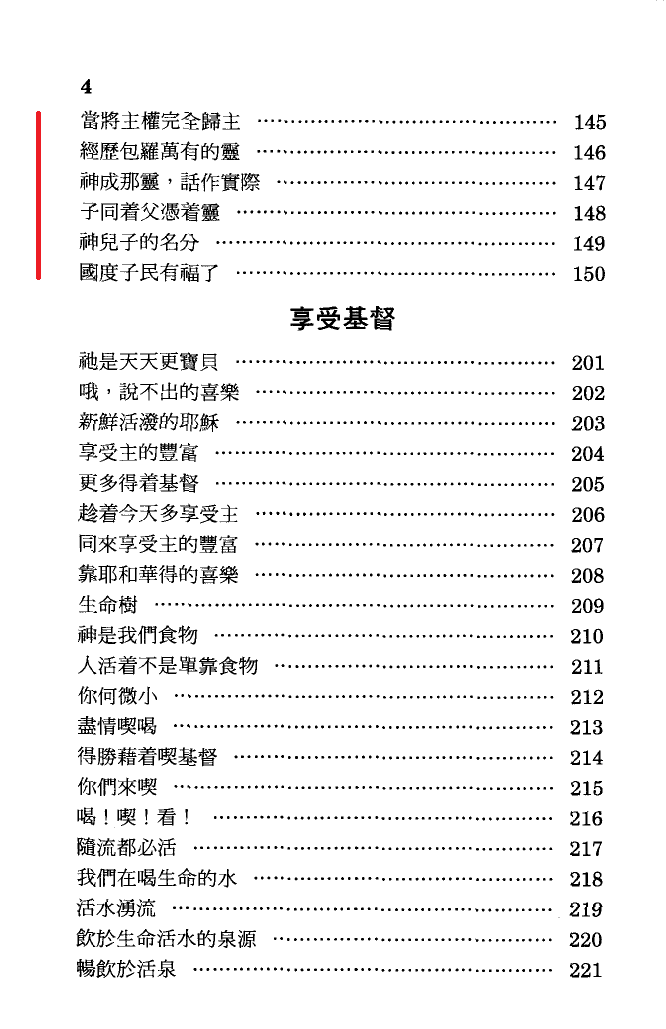 4
當將主權完全歸主 ⋯⋯⋯⋯⋯⋯⋯⋯⋯⋯⋯⋯⋯⋯ 145
經歷包羅萬有的靈 ⋯⋯⋯⋯⋯⋯⋯⋯⋯⋯⋯⋯⋯⋯ 146
神成那靈，話作實際 ⋯⋯⋯⋯⋯⋯⋯⋯⋯⋯⋯⋯⋯ 147
子同着父憑着靈 ⋯⋯⋯⋯⋯⋯⋯⋯⋯⋯⋯⋯⋯⋯⋯ 148
神兒子的名分 ⋯⋯⋯⋯⋯⋯⋯⋯⋯⋯⋯⋯⋯⋯⋯⋯ 149
國度子民有福了 ⋯⋯⋯⋯⋯⋯⋯⋯⋯⋯⋯⋯⋯⋯⋯ 150
享受基督
祂是天天更寶貝 ⋯⋯⋯⋯⋯⋯⋯⋯⋯⋯⋯⋯⋯⋯⋯ 201
哦，說不出的喜樂 ⋯⋯⋯⋯⋯⋯⋯⋯⋯⋯⋯⋯⋯⋯ 202
新鮮活潑的耶穌 ⋯⋯⋯⋯⋯⋯⋯⋯⋯⋯⋯⋯⋯⋯⋯ 203
享受主的豐富 ⋯⋯⋯⋯⋯⋯⋯⋯⋯⋯⋯⋯⋯⋯⋯⋯ 204
更多得着基督 ⋯⋯⋯⋯⋯⋯⋯⋯⋯⋯⋯⋯⋯⋯⋯⋯ 205
趁着今天多享受主 ⋯⋯⋯⋯⋯⋯⋯⋯⋯⋯⋯⋯⋯⋯ 206
同來享受主的豐富 ⋯⋯⋯⋯⋯⋯⋯⋯⋯⋯⋯⋯⋯⋯ 207
靠耶和華得的喜樂 ⋯⋯⋯⋯⋯⋯⋯⋯⋯⋯⋯⋯⋯⋯ 208
生命樹 ⋯⋯⋯⋯⋯⋯⋯⋯⋯⋯⋯⋯⋯⋯⋯⋯⋯⋯⋯ 209
神是我們食物 ⋯⋯⋯⋯⋯⋯⋯⋯⋯⋯⋯⋯⋯⋯⋯⋯ 210
人活着不是單靠食物 ⋯⋯⋯⋯⋯⋯⋯⋯⋯⋯⋯⋯⋯ 211
你何微小 ⋯⋯⋯⋯⋯⋯⋯⋯⋯⋯⋯⋯⋯⋯⋯⋯⋯⋯ 212
盡情喫喝 ⋯⋯⋯⋯⋯⋯⋯⋯⋯⋯⋯⋯⋯⋯⋯⋯⋯⋯ 213
得勝藉着喫基督 ⋯⋯⋯⋯⋯⋯⋯⋯⋯⋯⋯⋯⋯⋯⋯ 214
你們來喫 ⋯⋯⋯⋯⋯⋯⋯⋯⋯⋯⋯⋯⋯⋯⋯⋯⋯⋯ 215
喝！喫！看！ ⋯⋯⋯⋯⋯⋯⋯⋯⋯⋯⋯⋯⋯⋯⋯⋯ 216
隨流都必活 ⋯⋯⋯⋯⋯⋯⋯⋯⋯⋯⋯⋯⋯⋯⋯⋯⋯ 217
我們在喝生命的水 ⋯⋯⋯⋯⋯⋯⋯⋯⋯⋯⋯⋯⋯⋯ 218
活水湧流 ⋯⋯⋯⋯⋯⋯⋯⋯⋯⋯⋯⋯⋯⋯⋯⋯⋯⋯ 219
飲於生命活水的泉源 ⋯⋯⋯⋯⋯⋯⋯⋯⋯⋯⋯⋯⋯ 220
暢飲於活泉 ⋯⋯⋯⋯⋯⋯⋯⋯⋯⋯⋯⋯⋯⋯⋯⋯⋯ 221